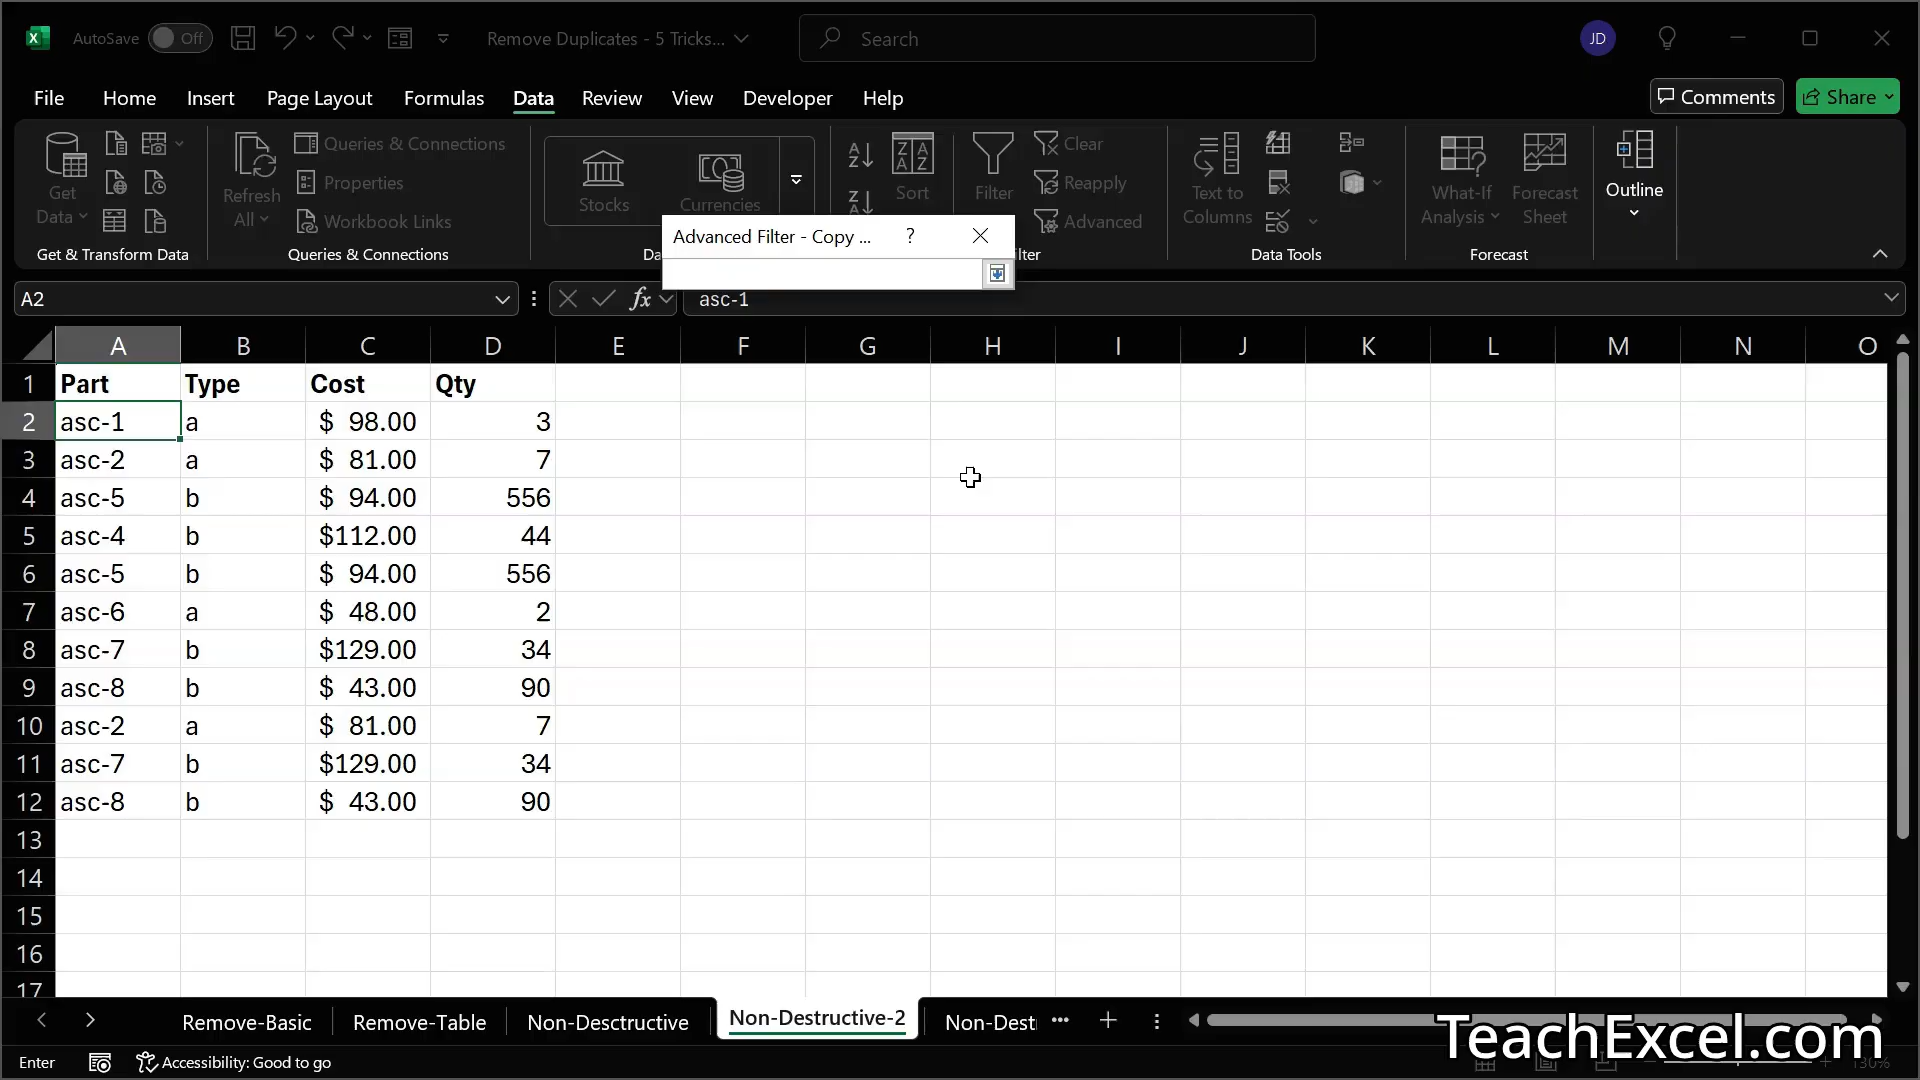 AutoSave Off Remove Duplicates - 5 Tricks... Search JD
File Home Insert Page Layout Formulas Data Review View Developer Help Comments Share
Get Data
Refresh All
Queries & Connections
Properties
Workbook Links
Stocks
Currencies
Sort
Filter
Clear
Reapply
Advanced
Text to Columns
What-If Analysis
Forecast Sheet
Outline
Get & Transform Data Queries & Connections Data Tools Forecast
Advanced Filter - Copy ... ?
A2 fx asc-1
A B C D E F G H I J K L M N O
1 Part Type Cost Qty
2 asc-1 a $ 98.00 3
3 asc-2 a $ 81.00 7
4 asc-5 b $ 94.00 556
5 asc-4 b $112.00 44
6 asc-5 b $ 94.00 556
7 asc-6 a $ 48.00 2
8 asc-7 b $129.00 34
9 asc-8 b $ 43.00 90
10 asc-2 a $ 81.00 7
11 asc-7 b $129.00 34
12 asc-8 b $ 43.00 90
13
14
15
16
17
Remove-Basic Remove-Table Non-Desctructive Non-Destructive-2 Non-Dest ...
TeachExcel.com
Enter Accessibility: Good to go 130%